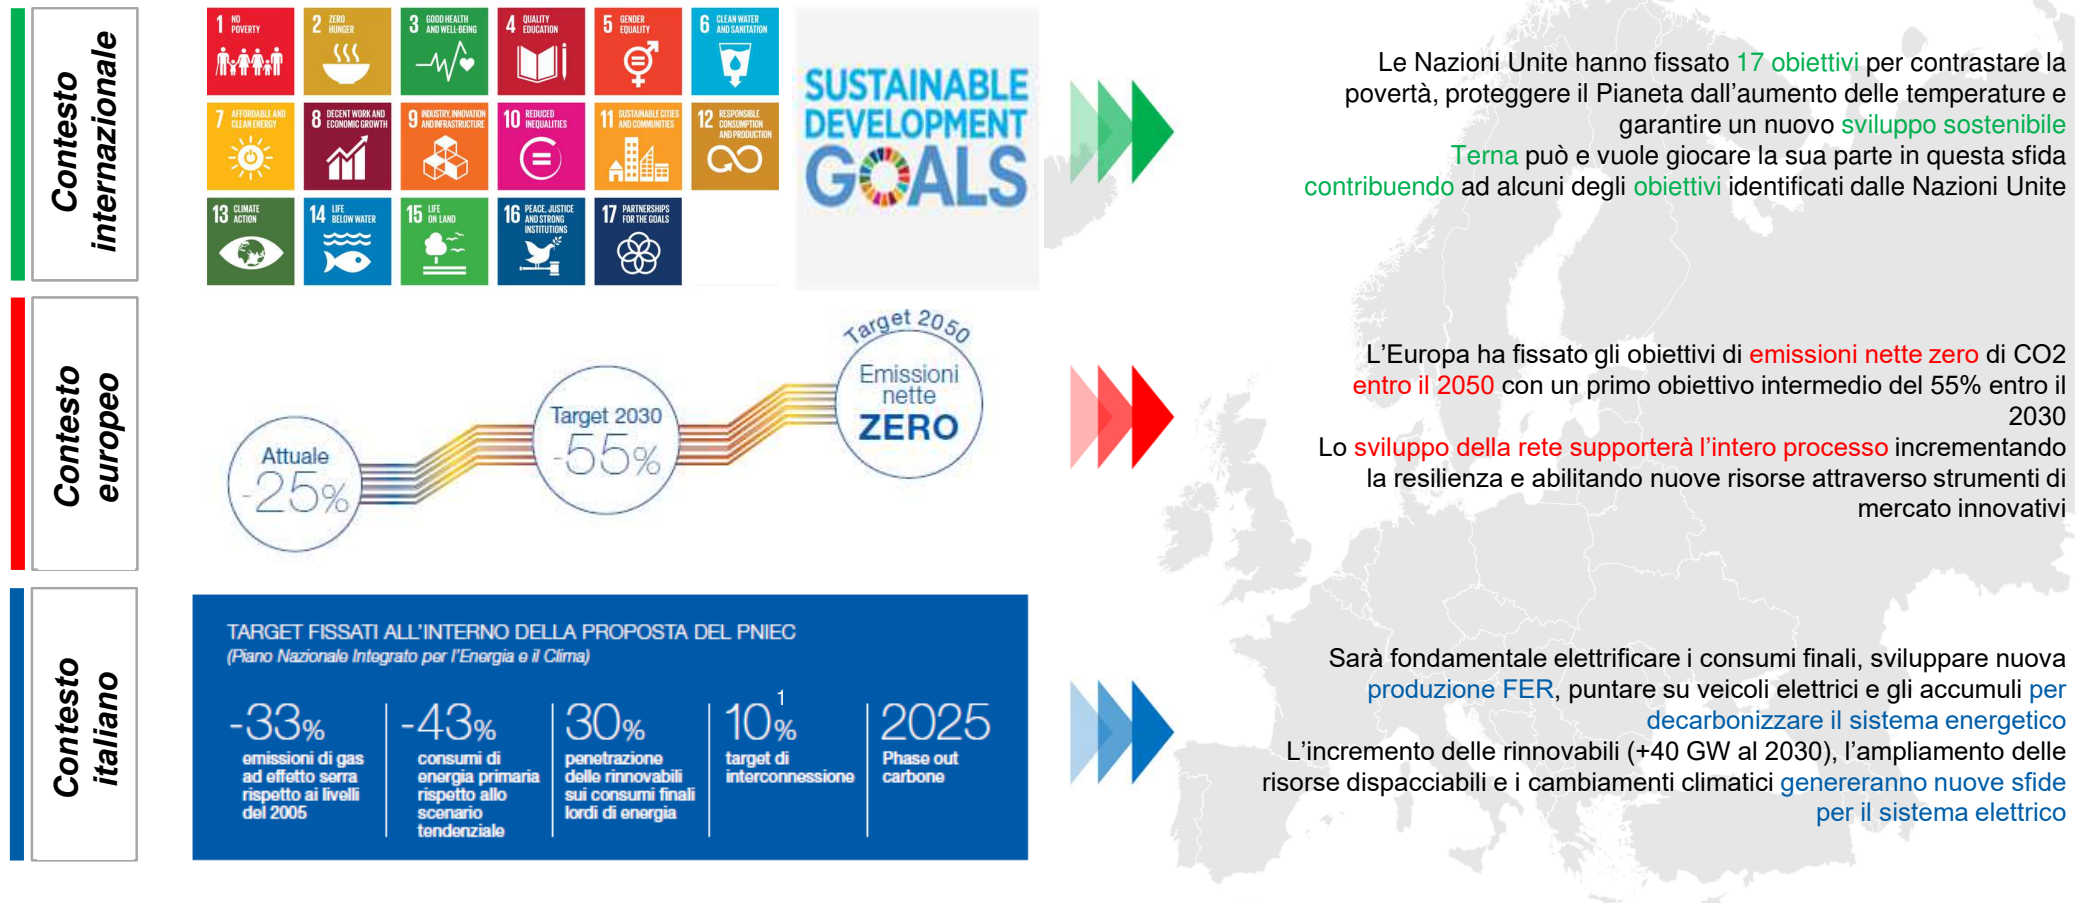 Contesto
internazionale
1 NO
POVERTY
2 ZERO
HUNGER
3 GOOD HEALTH
AND WELL-BEING
4 QUALITY
EDUCATION
5 GENDER
EQUALITY
6 CLEAN WATER
AND SANITATION
7 AFFORDABLE AND
CLEAN ENERGY
8 DECENT WORK AND
ECONOMIC GROWTH
9 INDUSTRY, INNOVATION
AND INFRASTRUCTURE
10 REDUCED
INEQUALITIES
11 SUSTAINABLE CITIES
AND COMMUNITIES
12 RESPONSIBLE
CONSUMPTION
AND PRODUCTION
13 CLIMATE
ACTION
14 LIFE
BELOW WATER
15 LIFE
ON LAND
16 PEACE, JUSTICE
AND STRONG
INSTITUTIONS
17 PARTNERSHIPS
FOR THE GOALS
SUSTAINABLE
DEVELOPMENT
GOALS
Le Nazioni Unite hanno fissato 17 obiettivi per contrastare la
povertà, proteggere il Pianeta dall'aumento delle temperature e
garantire un nuovo sviluppo sostenibile
Terna può e vuole giocare la sua parte in questa sfida
contribuendo ad alcuni degli obiettivi identificati dalle Nazioni Unite
Contesto
europeo
Attuale
-25%
Target 2030
-55%
Target 2050
Emissioni
nette
ZERO
L'Europa ha fissato gli obiettivi di emissioni nette zero di CO2
entro il 2050 con un primo obiettivo intermedio del 55% entro il
2030
Lo sviluppo della rete supporterà l'intero processo incrementando
la resilienza e abilitando nuove risorse attraverso strumenti di
mercato innovativi
Contesto
italiano
TARGET FISSATI ALL'INTERNO DELLA PROPOSTA DEL PNIEC
(Piano Nazionale Integrato per l'Energia e il Clima)
-33%
emissioni di gas
ad effetto serra
rispetto ai livelli
del 2005
-43%
consumi di
energia primaria
rispetto allo
scenario
tendenziale
30%
penetrazione
delle rinnovabili
sui consumi finali
lordi di energia
10% 1
target di
interconnessione
2025
Phase out
carbone
Sarà fondamentale elettrificare i consumi finali, sviluppare nuova
produzione FER, puntare su veicoli elettrici e gli accumuli per
decarbonizzare il sistema energetico
L'incremento delle rinnovabili (+40 GW al 2030), l'ampliamento delle
risorse dispacciabili e i cambiamenti climatici genereranno nuove sfide
per il sistema elettrico